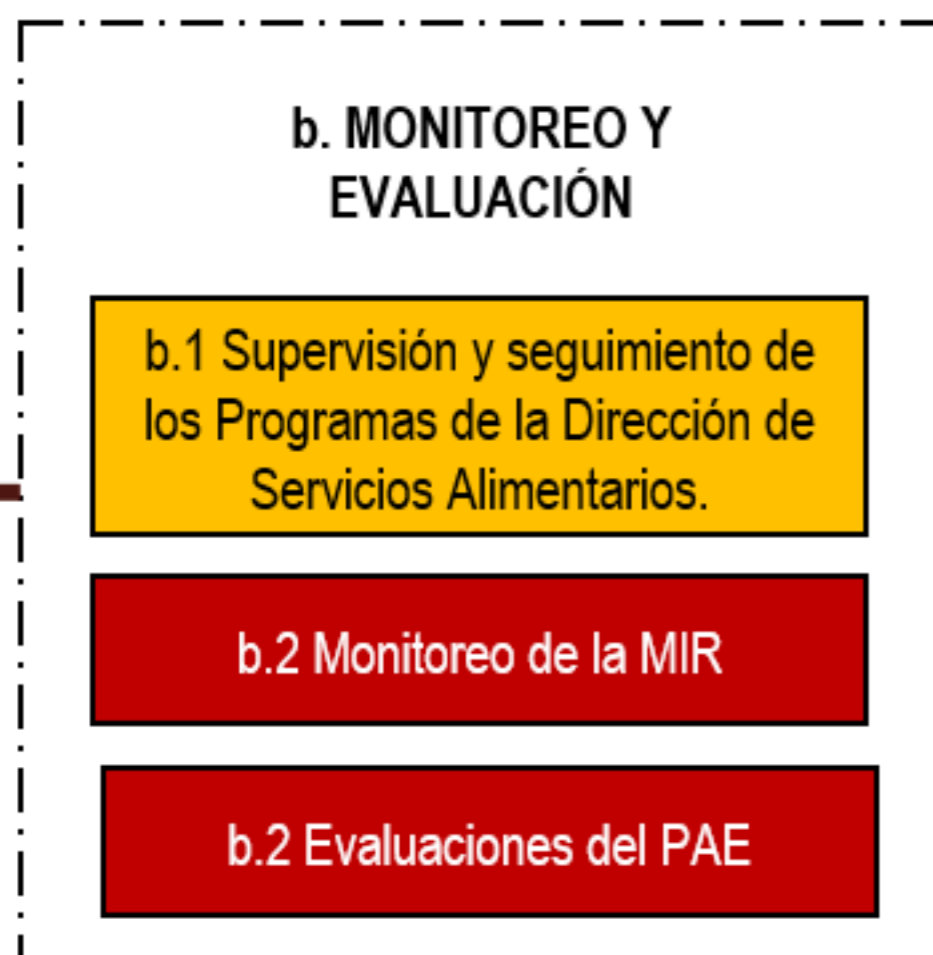 b. MONITOREO Y
EVALUACIÓN
b.1 Supervisión y seguimiento de
los Programas de la Dirección de
Servicios Alimentarios.
b.2 Monitoreo de la MIR
b.2 Evaluaciones del PAE